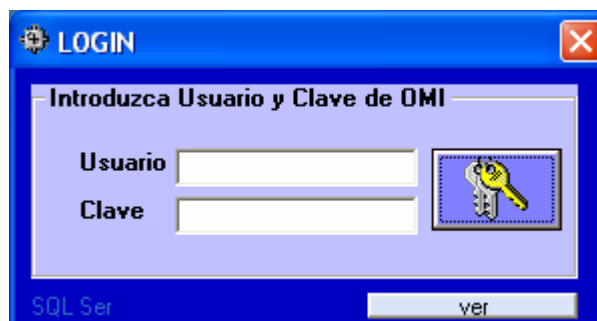 LOGIN
Introduzca Usuario y Clave de OMI
Usuario
Clave
SQL Ser
ver